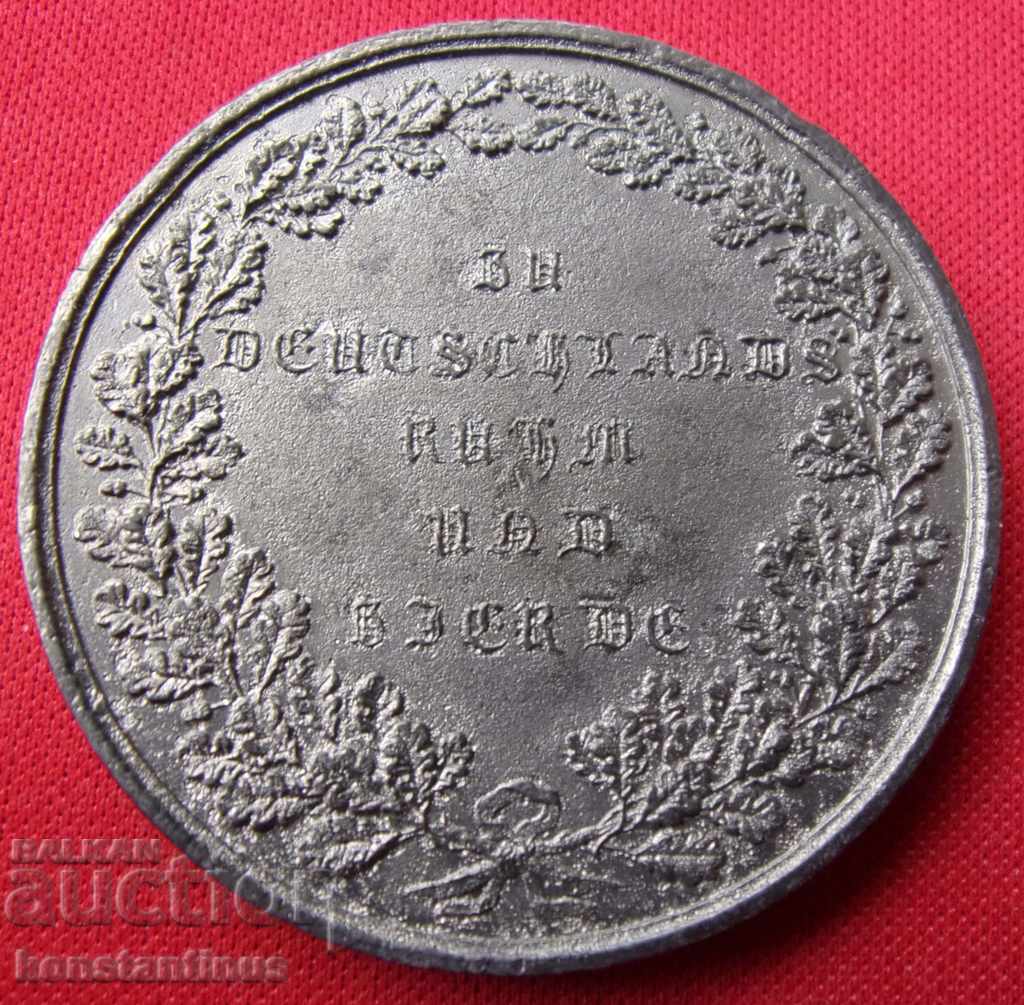 ZU
DEUTSCHLANDS
RUHM
UND
ZIERDE
BALKAN
auction
konstantinus